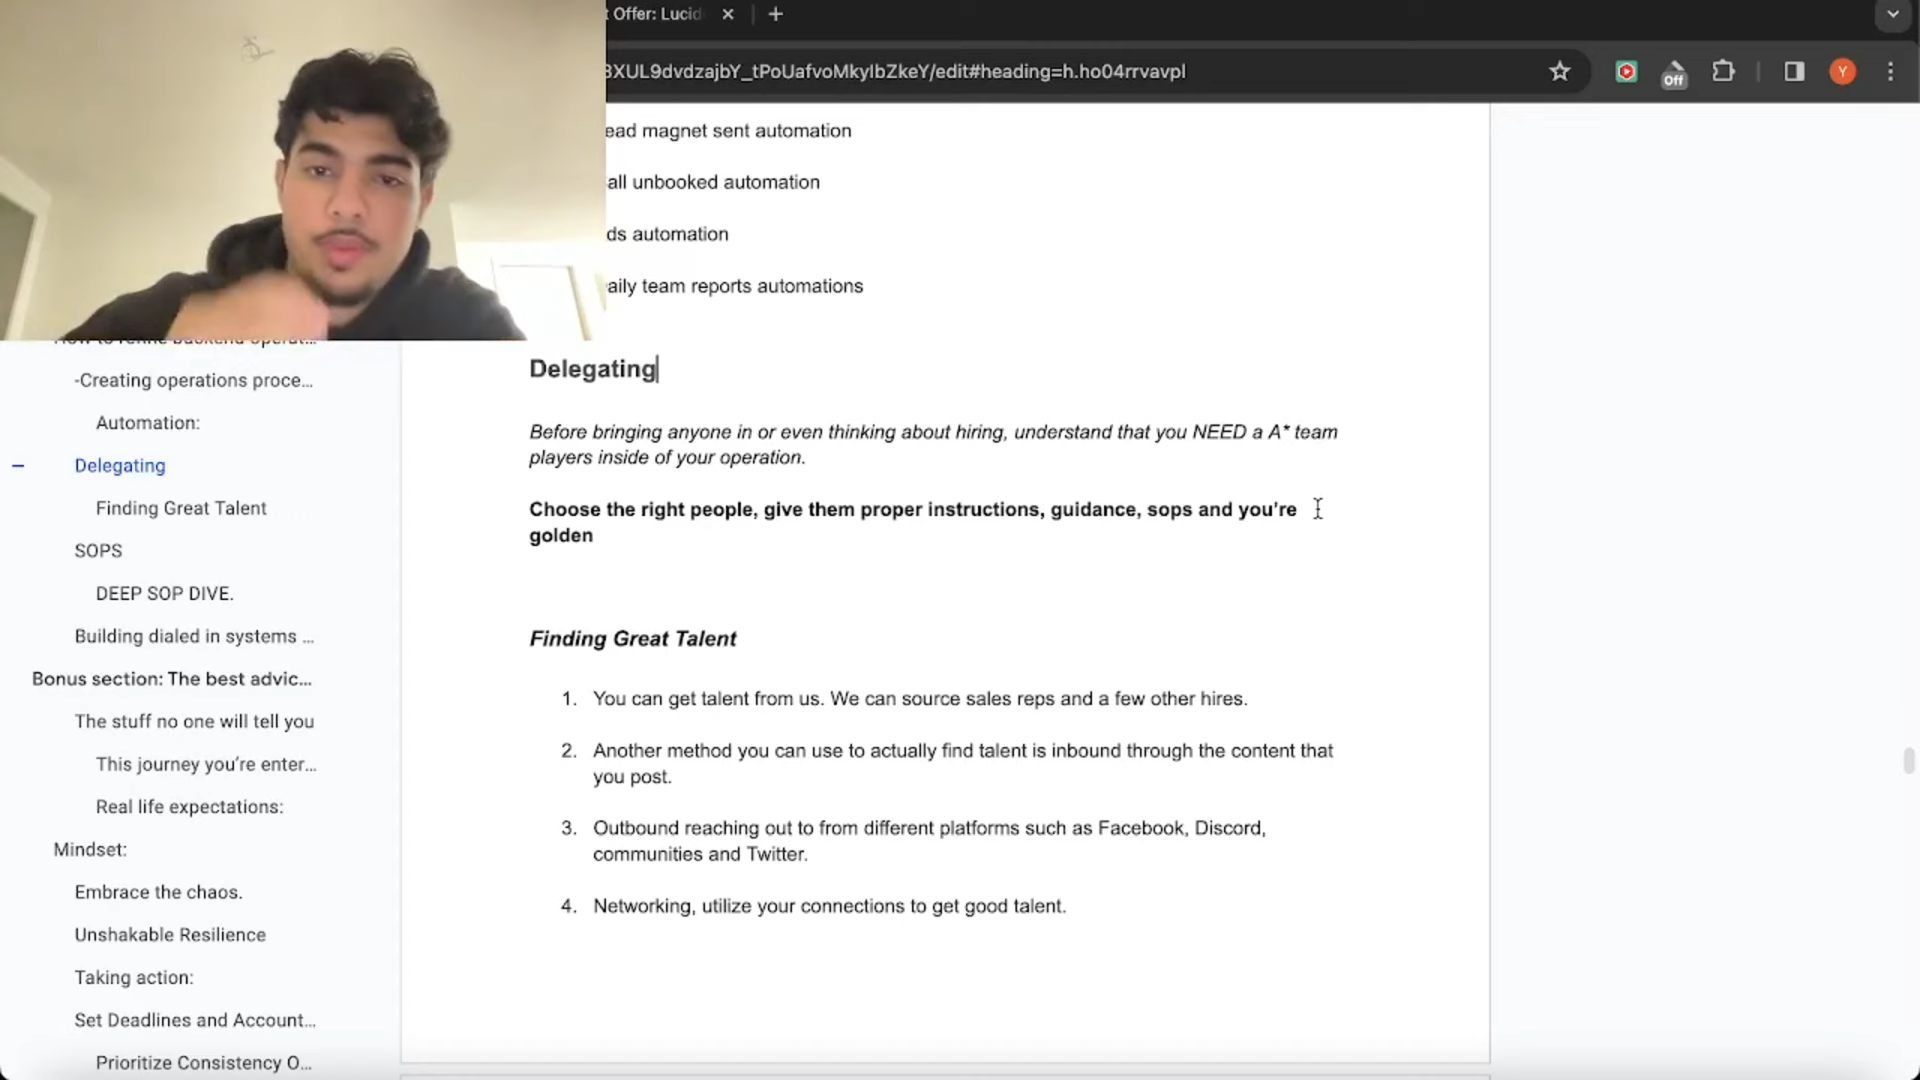 t Offer: Lucid
3XUL9dvdzajbY_tPoUafvoMkyIbZkeY/edit#heading=h.ho04rrvavpl
Off
Y
ead magnet sent automation
all unbooked automation
ds automation
aily team reports automations
How to refine backend operat...
-Creating operations proce...
Automation:
Delegating
Finding Great Talent
SOPS
DEEP SOP DIVE.
Building dialed in systems ...
Bonus section: The best advic...
The stuff no one will tell you
This journey you're enter...
Real life expectations:
Mindset:
Embrace the chaos.
Unshakable Resilience
Taking action:
Set Deadlines and Account...
Prioritize Consistency O...
Delegating
Before bringing anyone in or even thinking about hiring, understand that you NEED a A* team
players inside of your operation.
Choose the right people, give them proper instructions, guidance, sops and you're
golden
Finding Great Talent
1. You can get talent from us. We can source sales reps and a few other hires.
2. Another method you can use to actually find talent is inbound through the content that
you post.
3. Outbound reaching out to from different platforms such as Facebook, Discord,
communities and Twitter.
4. Networking, utilize your connections to get good talent.